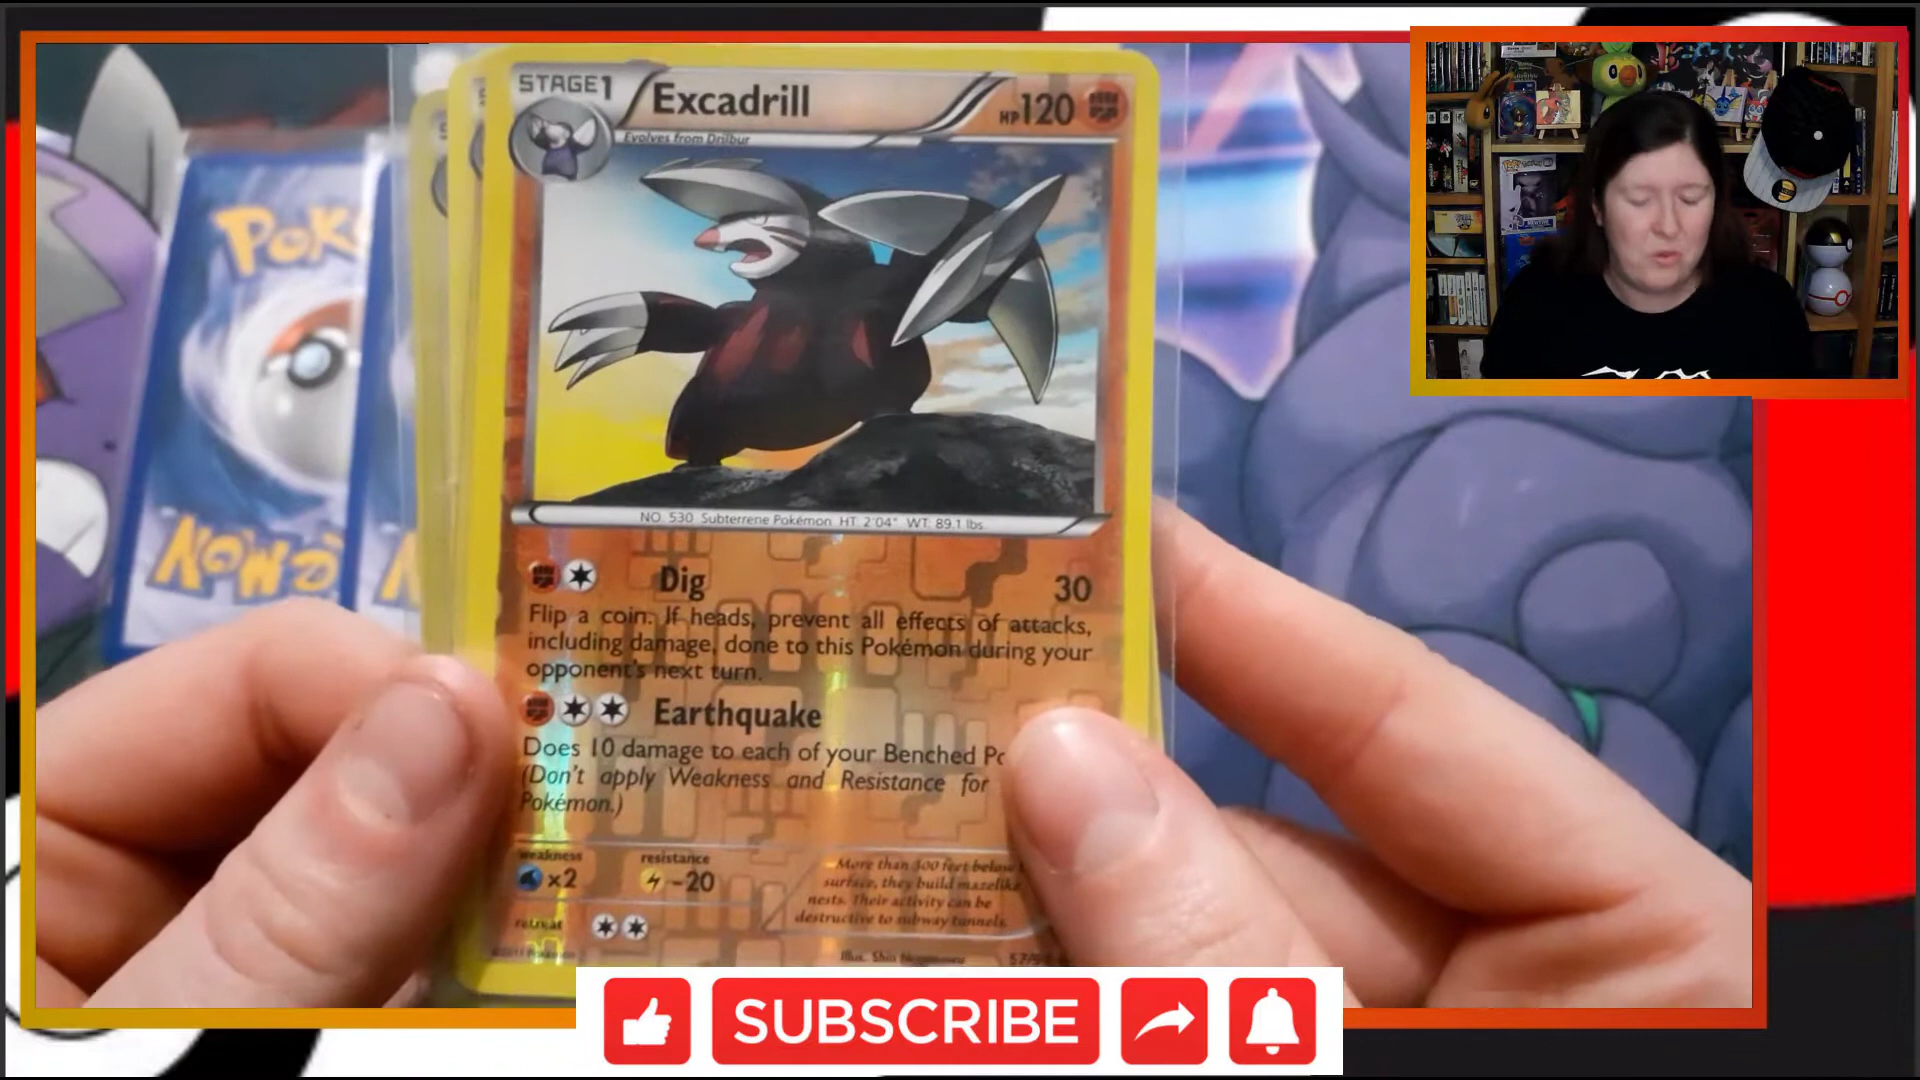 STAGE1
Excadrill
HP120
Evolves from Drilbur
NO. 530 Subterrene Pokémon HT: 2'04" WT: 89.1 lbs.
Dig 30
Flip a coin. If heads, prevent all effects of attacks,
including damage, done to this Pokémon during your
opponent's next turn.
Earthquake
Does 10 damage to each of your Benched
(Don't apply Weakness and Resistance for
Pokémon.)
weakness
x2
resistance
-20
retreat
More than 300 feet below
surface, they build mazelike
nests. Their activity can be
destructive to subway tunnels.
Illus. Shin
SUBSCRIBE